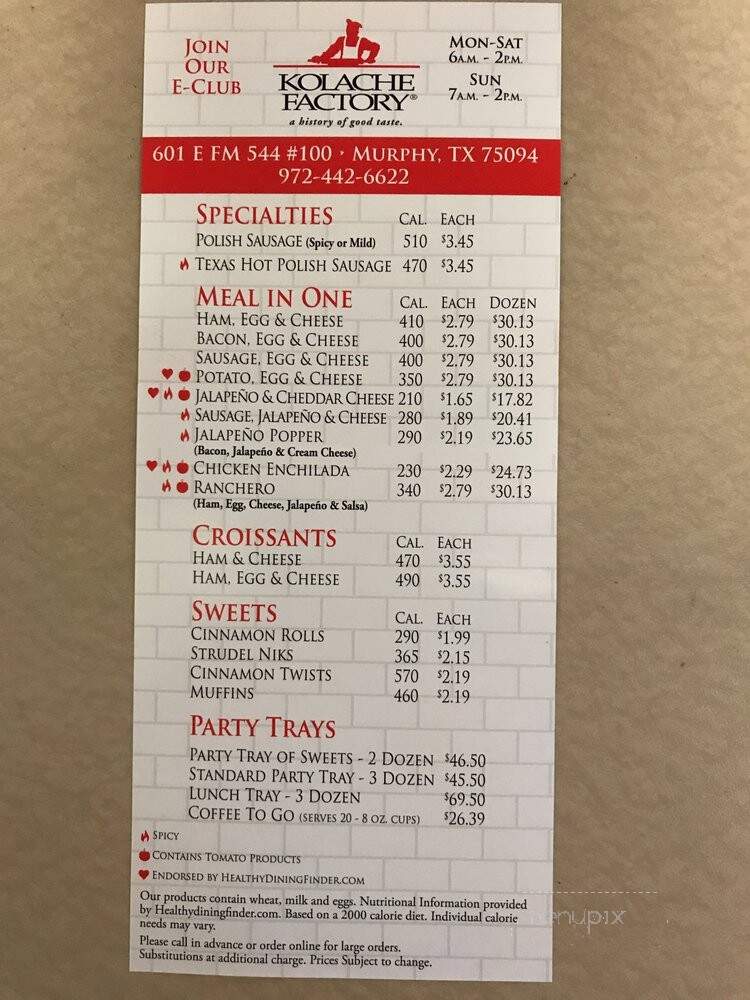 JOIN
OUR
E-CLUB
KOLACHE
FACTORY®
a history of good taste.
MON-SAT
6A.M. - 2P.M.
SUN
7A.M. - 2P.M.
601 E FM 544 #100 · MURPHY, TX 75094
972-442-6622
SPECIALTIES CAL. EACH
POLISH SAUSAGE (Spicy or Mild) 510 $3.45
TEXAS HOT POLISH SAUSAGE 470 $3.45
MEAL IN ONE CAL. EACH DOZEN
HAM, EGG & CHEESE 410 $2.79 $30.13
BACON, EGG & CHEESE 400 $2.79 $30.13
SAUSAGE, EGG & CHEESE 400 $2.79 $30.13
POTATO, EGG & CHEESE 350 $2.79 $30.13
JALAPEÑO & CHEDDAR CHEESE 210 $1.65 $17.82
SAUSAGE, JALAPEÑO & CHEESE 280 $1.89 $20.41
JALAPEÑO POPPER 290 $2.19 $23.65
(Bacon, Jalapeño & Cream Cheese)
CHICKEN ENCHILADA 230 $2.29 $24.73
RANCHERO 340 $2.79 $30.13
(Ham, Egg, Cheese, Jalapeño & Salsa)
CROISSANTS CAL. EACH
HAM & CHEESE 470 $3.55
HAM, EGG & CHEESE 490 $3.55
SWEETS CAL. EACH
CINNAMON ROLLS 290 $1.99
STRUDEL NIKS 365 $2.15
CINNAMON TWISTS 570 $2.19
MUFFINS 460 $2.19
PARTY TRAYS
PARTY TRAY OF SWEETS - 2 DOZEN $46.50
STANDARD PARTY TRAY - 3 DOZEN $45.50
LUNCH TRAY - 3 DOZEN $69.50
COFFEE TO GO (SERVES 20 - 8 OZ. CUPS) $26.39
SPICY
CONTAINS TOMATO PRODUCTS
ENDORSED BY HEALTHYDININGFINDER.COM
Our products contain wheat, milk and eggs. Nutritional Information provided
by Healthydiningfinder.com. Based on a 2000 calorie diet. Individual calorie
needs may vary.
Please call in advance or order online for large orders.
Substitutions at additional charge. Prices Subject to change.
menupix